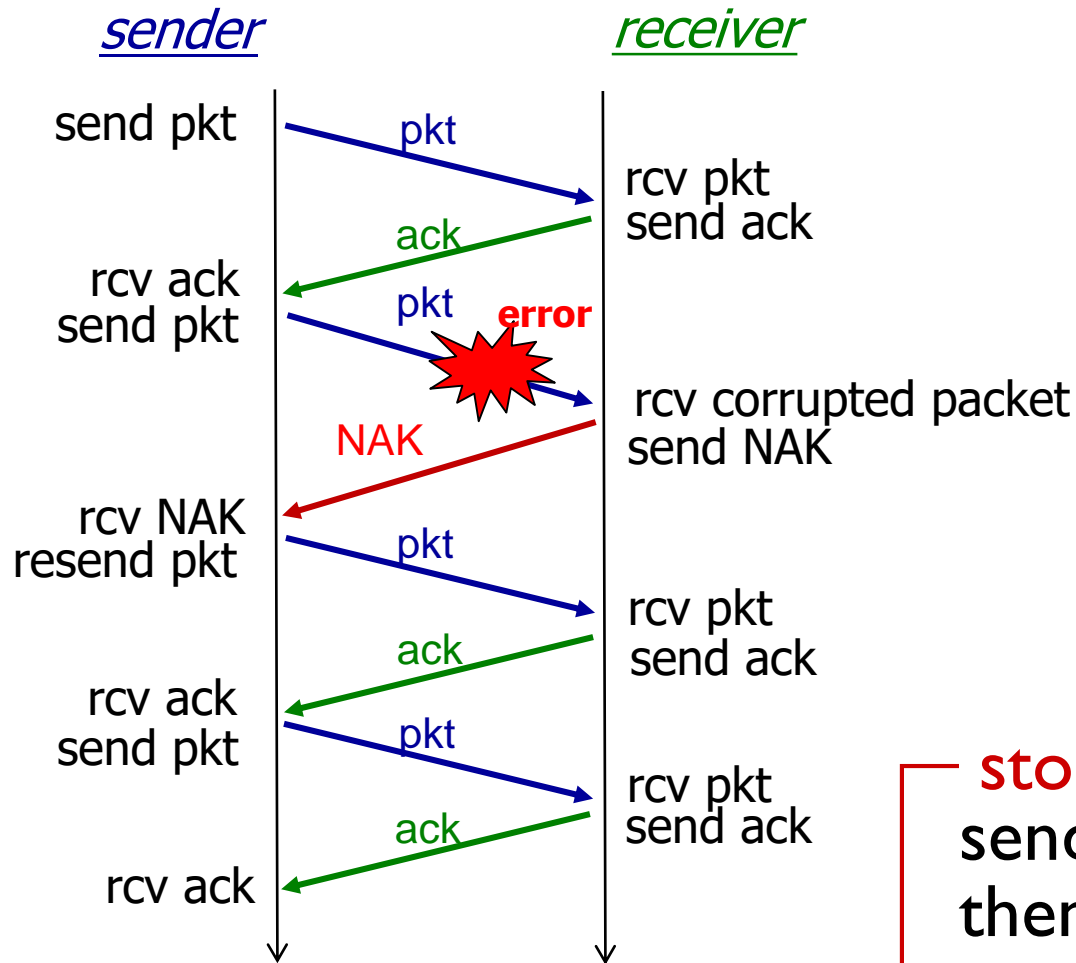 sender
receiver
send pkt
pkt
rcv pkt
send ack
ack
rcv ack
send pkt
pkt
error
rcv corrupted packet
send NAK
NAK
rcv NAK
resend pkt
pkt
rcv pkt
send ack
ack
rcv ack
send pkt
pkt
rcv pkt
send ack
ack
rcv ack